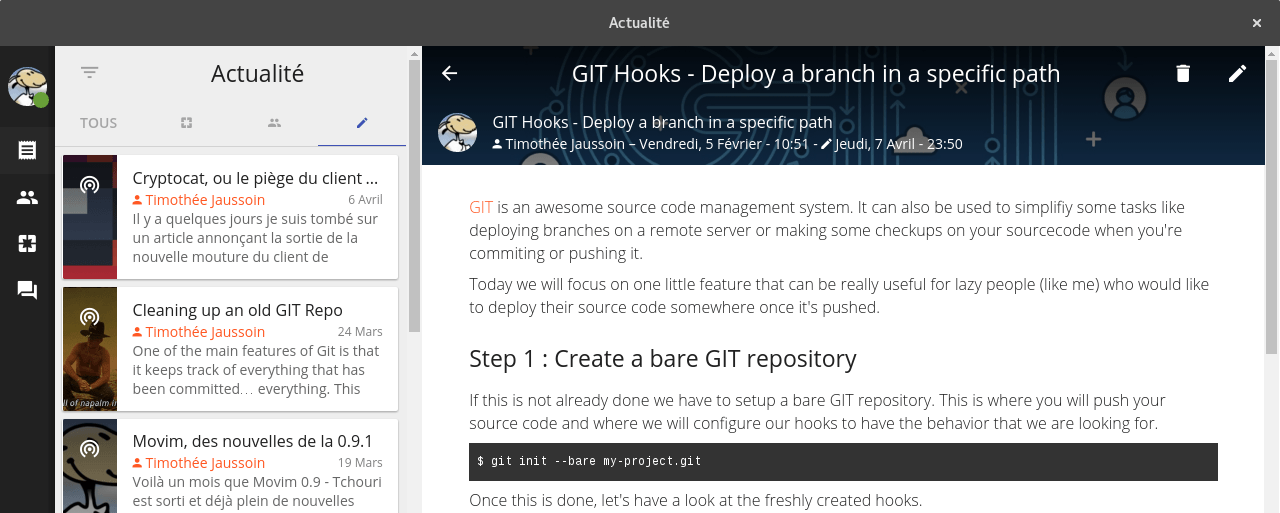 Actualité
Actualité
TOUS
Cryptocat, ou le piège du client ...
Timothée Jaussoin
6 Avril
Il y a quelques jours je suis tombé sur
un article annonçant la sortie de la
nouvelle mouture du client de
Cleaning up an old GIT Repo
Timothée Jaussoin
24 Mars
One of the main features of Git is that
it keeps track of everything that has
been committed… everything. This
ll of napalm in
Movim, des nouvelles de la 0.9.1
Timothée Jaussoin
19 Mars
Voilà un mois que Movim 0.9 - Tchouri
est sorti et déjà plein de nouvelles
GIT Hooks - Deploy a branch in a specific path
GIT Hooks - Deploy a branch in a specific path
Timothée Jaussoin – Vendredi, 5 Février - 10:51 - Jeudi, 7 Avril - 23:50
GIT is an awesome source code management system. It can also be used to simplifiy some tasks like
deploying branches on a remote server or making some checkups on your sourcecode when you're
commiting or pushing it.
Today we will focus on one little feature that can be really useful for lazy people (like me) who would like
to deploy their source code somewhere once it's pushed.
Step 1 : Create a bare GIT repository
If this is not already done we have to setup a bare GIT repository. This is where you will push your
source code and where we will configure our hooks to have the behavior that we are looking for.
$ git init --bare my-project.git
Once this is done, let's have a look at the freshly created hooks.